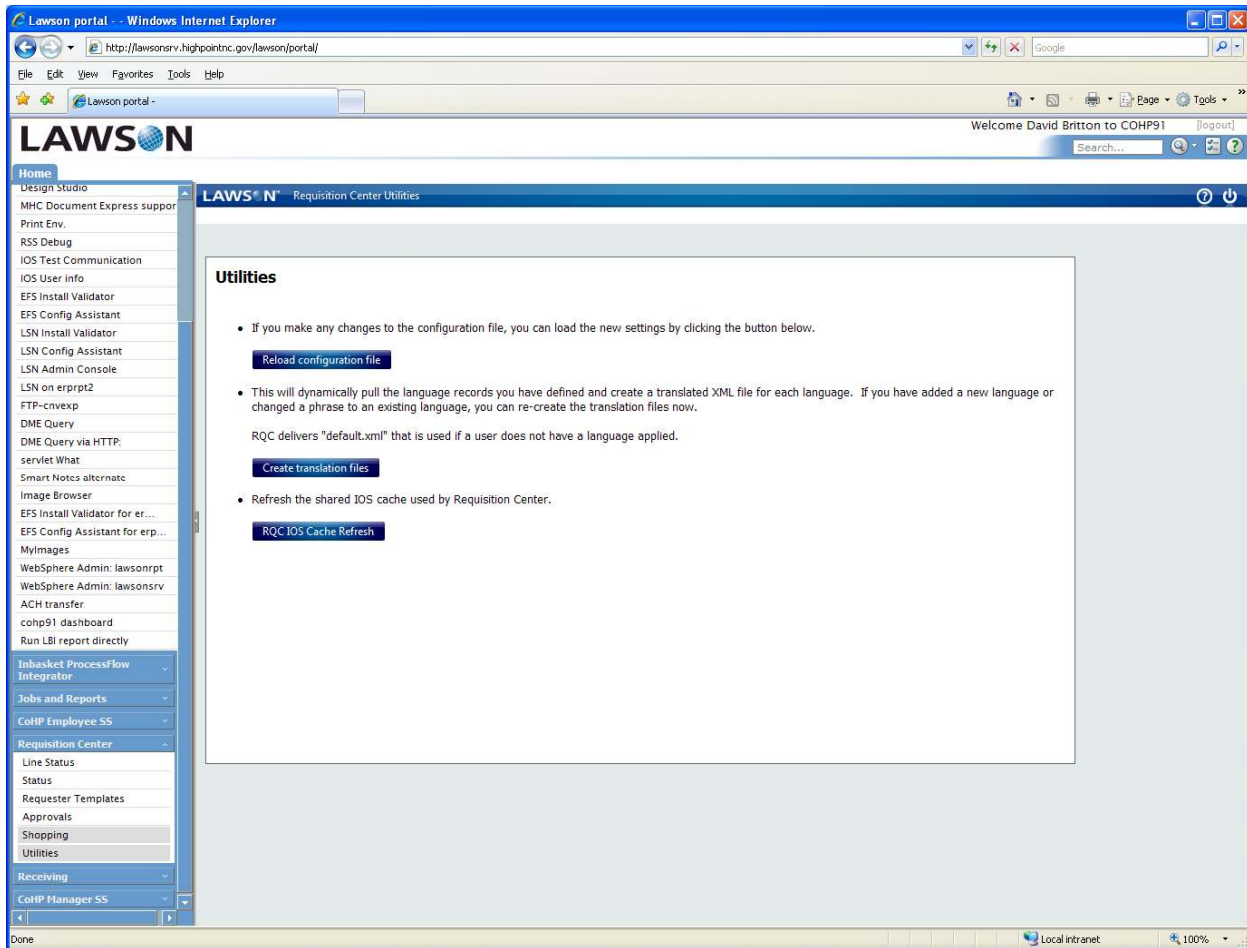 Lawson portal - - Windows Internet Explorer
http://lawsonsrv.highpointnc.gov/lawson/portal/
Google
File Edit View Favorites Tools Help
Lawson portal -
Page Tools
LAWSON
Welcome David Britton to COHP91 [logout]
Search...
Home
Design Studio
MHC Document Express suppor
Print Env.
RSS Debug
IOS Test Communication
IOS User info
EFS Install Validator
EFS Config Assistant
LSN Install Validator
LSN Config Assistant
LSN Admin Console
LSN on erprpt2
FTP-cnvexp
DME Query
DME Query via HTTP:
servlet What
Smart Notes alternate
Image Browser
EFS Install Validator for er...
EFS Config Assistant for erp...
MyImages
WebSphere Admin: lawsonrpt
WebSphere Admin: lawsonsrv
ACH transfer
cohp91 dashboard
Run LBI report directly
Inbasket ProcessFlow
Integrator
Jobs and Reports
CoHP Employee SS
Requisition Center
Line Status
Status
Requester Templates
Approvals
Shopping
Utilities
Receiving
CoHP Manager SS
LAWSON™ Requisition Center Utilities
Utilities
• If you make any changes to the configuration file, you can load the new settings by clicking the button below.
Reload configuration file
• This will dynamically pull the language records you have defined and create a translated XML file for each language. If you have added a new language or
changed a phrase to an existing language, you can re-create the translation files now.
RQC delivers "default.xml" that is used if a user does not have a language applied.
Create translation files
• Refresh the shared IOS cache used by Requisition Center.
RQC IOS Cache Refresh
Done
Local intranet
100%